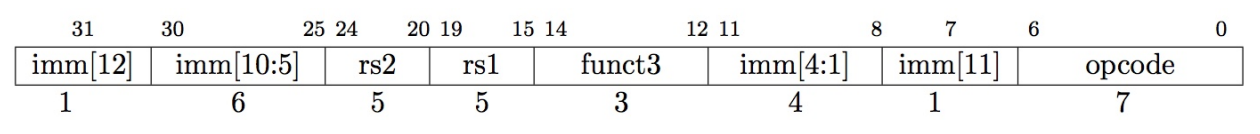 31 30 25 24 20 19 15 14 12 11 8 7 6 0
imm[12] imm[10:5] rs2 rs1 funct3 imm[4:1] imm[11] opcode
1 6 5 5 3 4 1 7